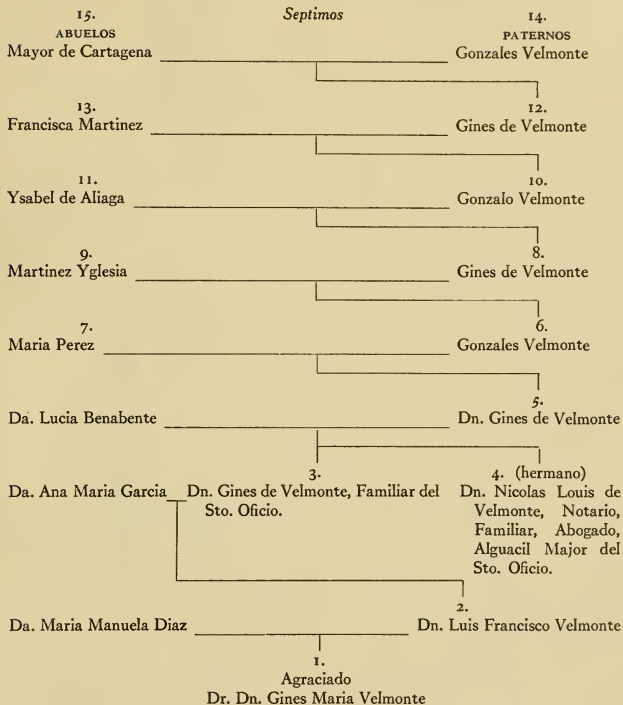 15. Septimos 14.
ABUELOS PATERNOS
Mayor de Cartagena Gonzales Velmonte
13. 12.
Francisca Martinez Gines de Velmonte
11. 10.
Ysabel de Aliaga Gonzalo Velmonte
9. 8.
Martinez Yglesia Gines de Velmonte
7. 6.
Maria Perez Gonzales Velmonte
5.
Da. Lucia Benabente Dn. Gines de Velmonte
3. 4. (hermano)
Da. Ana Maria Garcia Dn. Gines de Velmonte, Familiar del Dn. Nicolas Louis de
Sto. Oficio. Velmonte, Notario,
Familiar, Abogado,
Alguacil Major del
Sto. Oficio.
2.
Da. Maria Manuela Diaz Dn. Luis Francisco Velmonte
1.
Agraciado
Dr. Dn. Gines Maria Velmonte